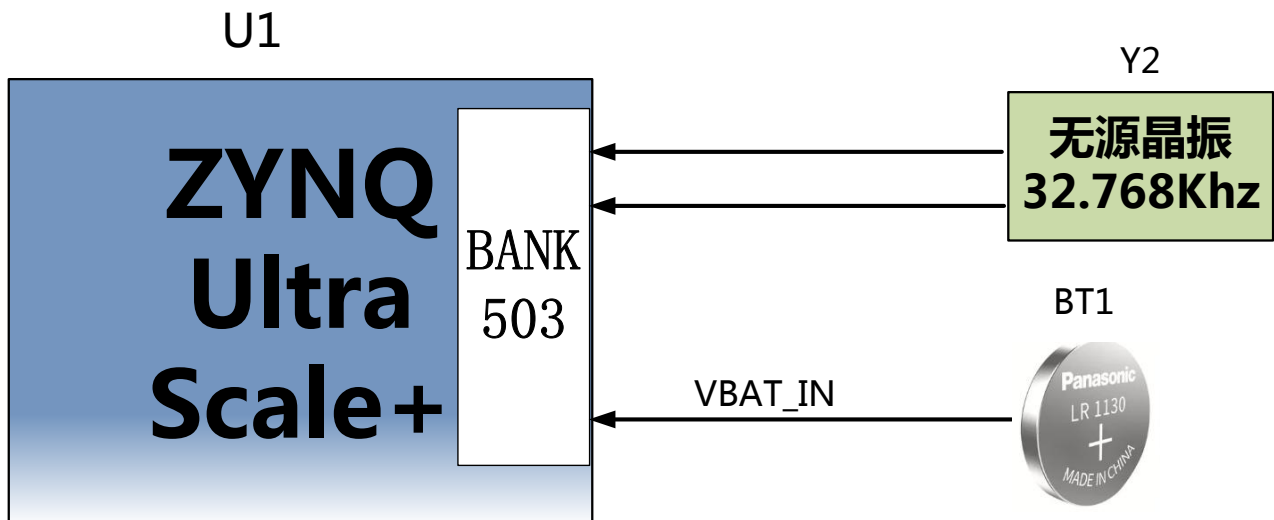 U1
ZYNQ
Ultra
Scale+
BANK
503
Y2
无源晶振
32.768Khz
BT1
VBAT_IN
Panasonic
LR 1130
+
MADE IN CHINA